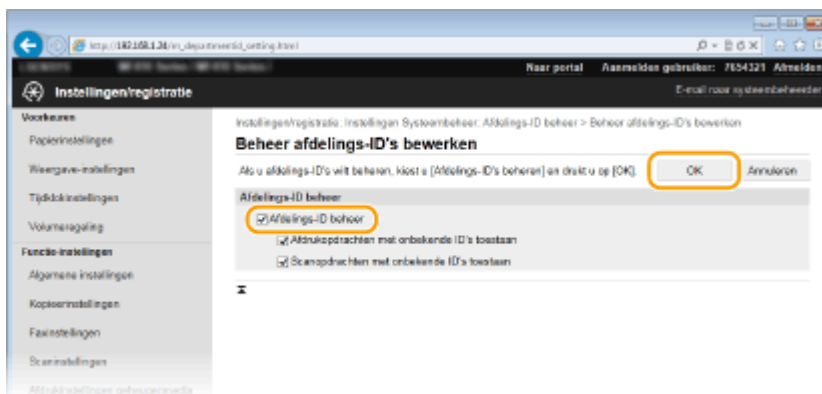 http://192.168.1.24/m_departmentid_setting.html
Naar portal Aanmelden gebruiker: 7654321 Afmelden
Instellingen/registratie
E-mail naar systeembeheerder
Voorkeuren
Papierinstellingen
Weergave-instellingen
Tijdklokinstellingen
Volumeregeling
Functie-instellingen
Algemene instellingen
Kopieerinstellingen
Faxinstellingen
Scaninstellingen
Afdrukinstellingen geheugenmedia
Instellingen/registratie: Instellingen Systeembeheer: Afdelings-ID beheer > Beheer afdelings-ID's bewerken
Beheer afdelings-ID's bewerken
Als u afdelings-ID's wilt beheren, kiest u [Afdelings-ID's beheren] en drukt u op [OK].
OK Annuleren
Afdelings-ID beheer
Afdelings-ID beheer
Afdrukopdrachten met onbekende ID's toestaan
Scanopdrachten met onbekende ID's toestaan